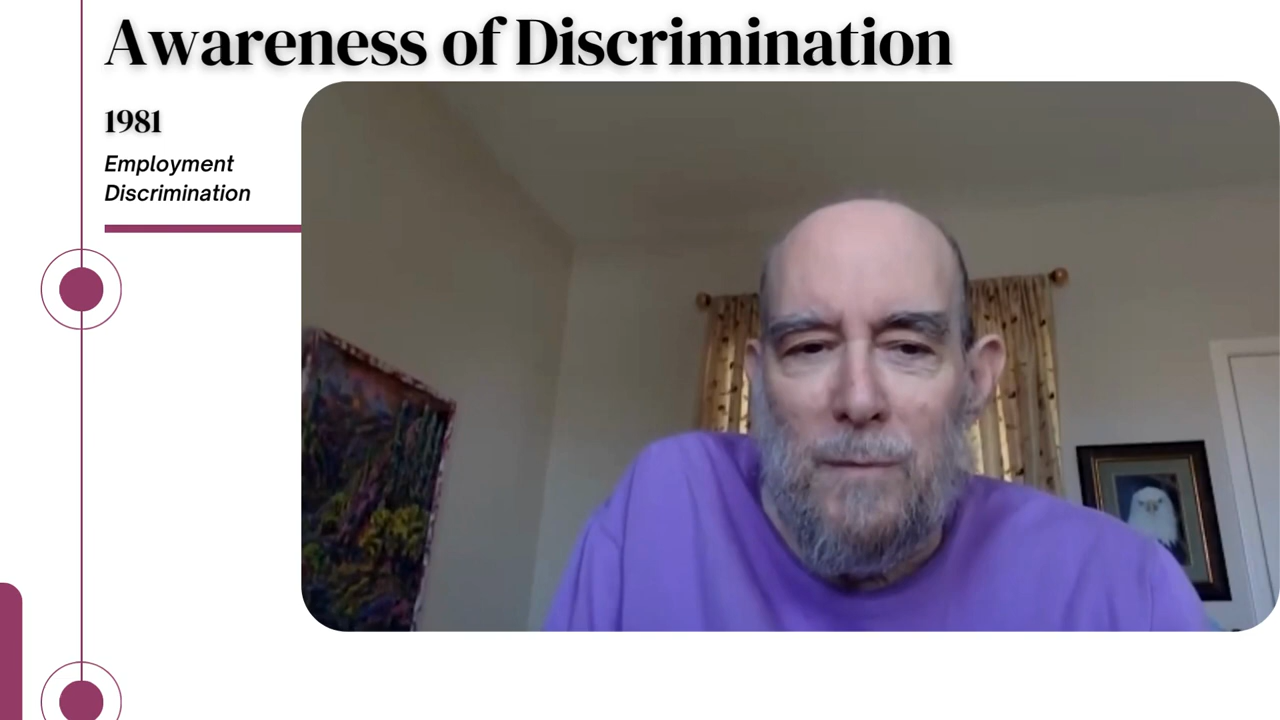 Awareness of Discrimination
1981
Employment
Discrimination